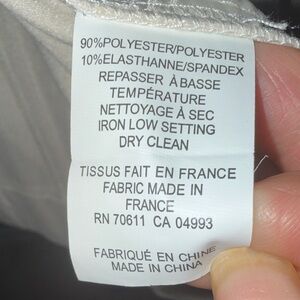 90%POLYESTER/POLYESTER
10%ELASTHANNE/SPANDEX
REPASSER À BASSE
TEMPÉRATURE
NETTOYAGE À SEC
IRON LOW SETTING
DRY CLEAN
TISSUS FAIT EN FRANCE
FABRIC MADE IN
FRANCE
RN 70611 CA 04993
FABRIQUÉ EN CHINE
MADE IN CHINA